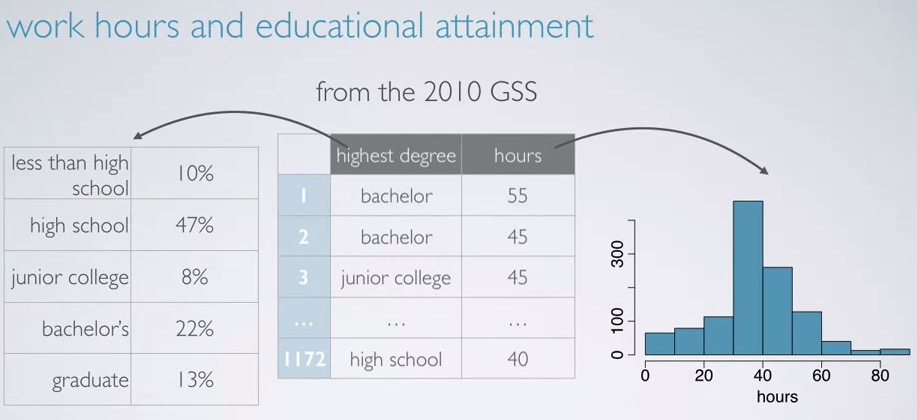 work hours and educational attainment
from the 2010 GSS
less than high
school
10%
high school 47%
junior college 8%
bachelor's 22%
graduate 13%
highest degree hours
1 bachelor 55
2 bachelor 45
3 junior college 45
... ... ...
1172 high school 40
300
100
0
0 20 40 60 80
hours